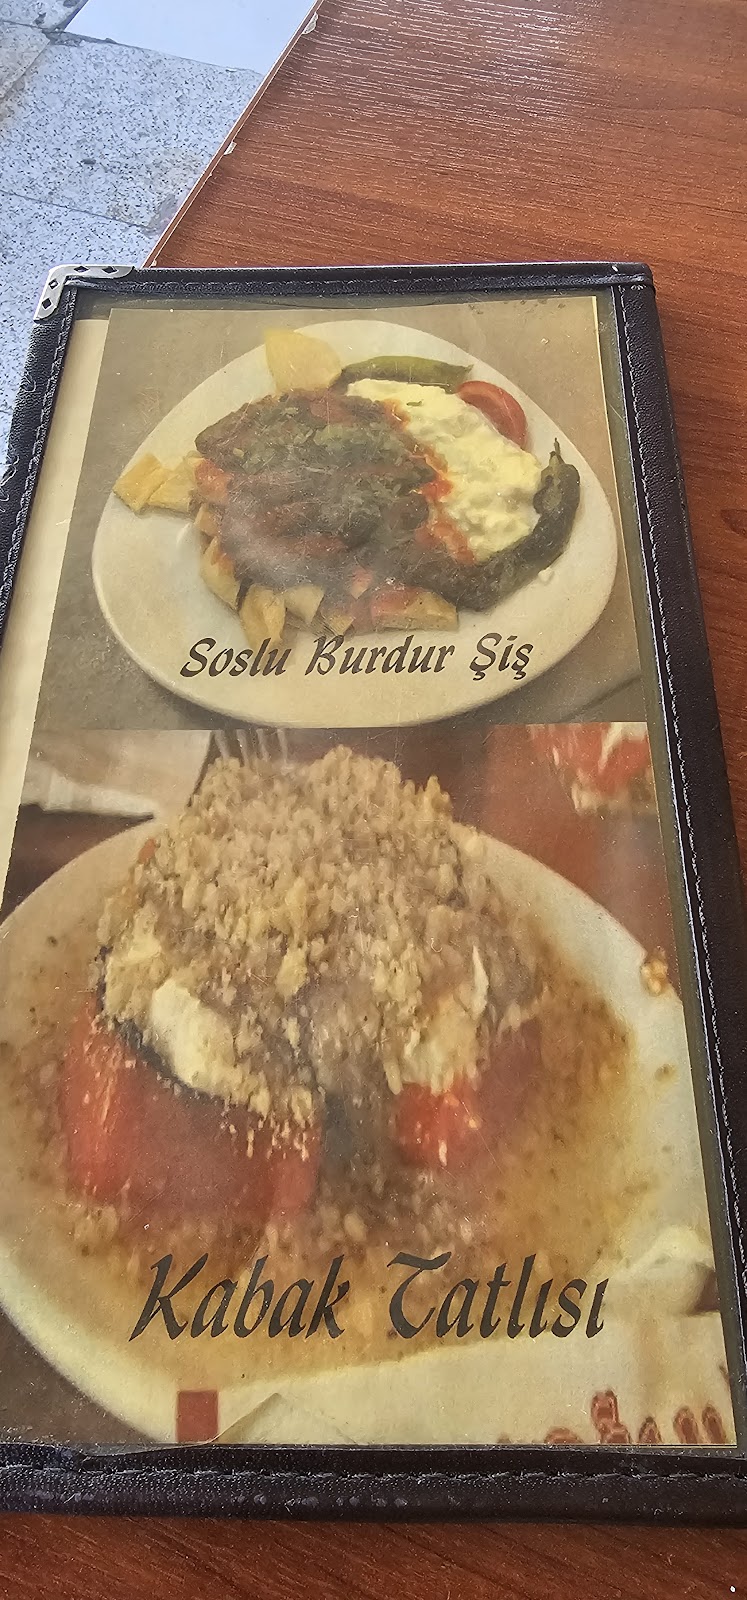 Soslu Burdur Şiş
Kabak Tatlısı